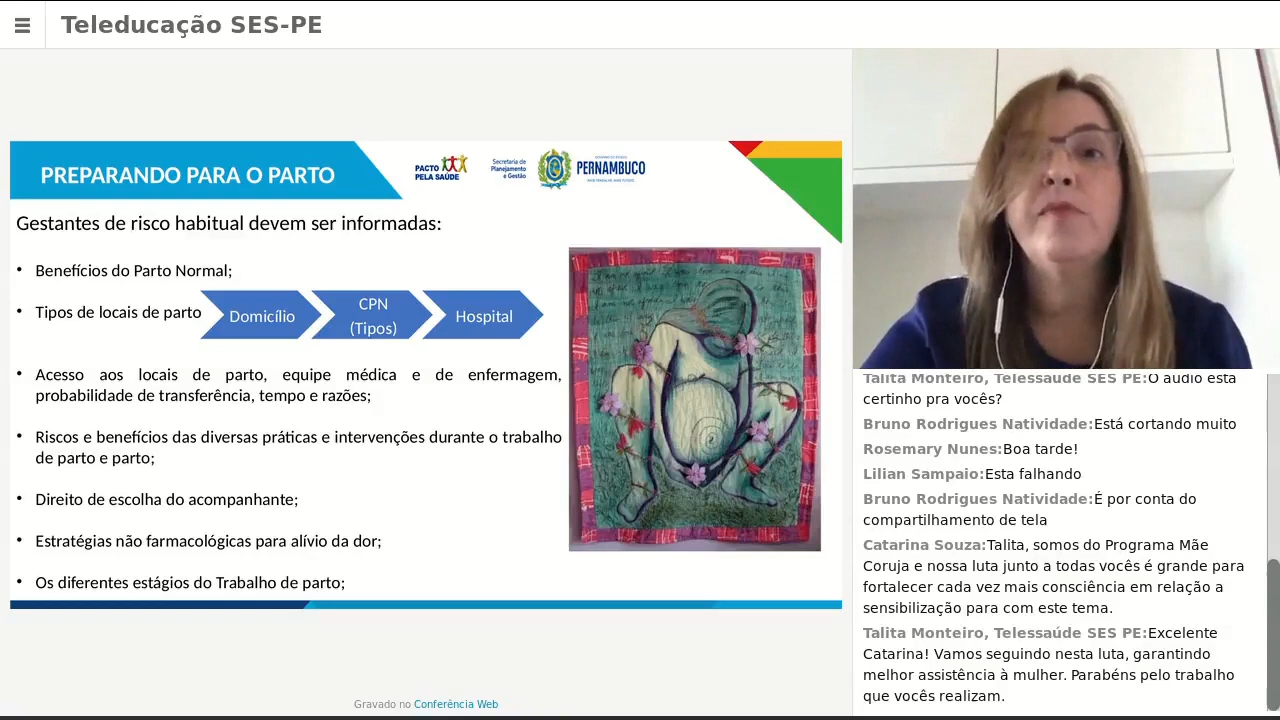 Teleducação SES-PE
PREPARANDO PARA O PARTO
PACTO
PELA SAÚDE
Secretaria de
Planejamento
e Gestão
PERNAMBUCO
Gestantes de risco habitual devem ser informadas:
• Benefícios do Parto Normal;
• Tipos de locais de parto
Domicílio
CPN
(Tipos)
Hospital
• Acesso aos locais de parto, equipe médica e de enfermagem,
probabilidade de transferência, tempo e razões;
• Riscos e benefícios das diversas práticas e intervenções durante o trabalho
de parto e parto;
• Direito de escolha do acompanhante;
• Estratégias não farmacológicas para alívio da dor;
• Os diferentes estágios do Trabalho de parto;
Gravado no Conferência Web
Talita Monteiro, Telessaúde SES PE:O áudio está
certinho pra vocês?
Bruno Rodrigues Natividade:Está cortando muito
Rosemary Nunes:Boa tarde!
Lilian Sampaio:Esta falhando
Bruno Rodrigues Natividade:É por conta do
compartilhamento de tela
Catarina Souza:Talita, somos do Programa Mãe
Coruja e nossa luta junto a todas vocês é grande para
fortalecer cada vez mais consciência em relação a
sensibilização para com este tema.
Talita Monteiro, Telessaúde SES PE:Excelente
Catarina! Vamos seguindo nesta luta, garantindo
melhor assistência à mulher. Parabéns pelo trabalho
que vocês realizam.